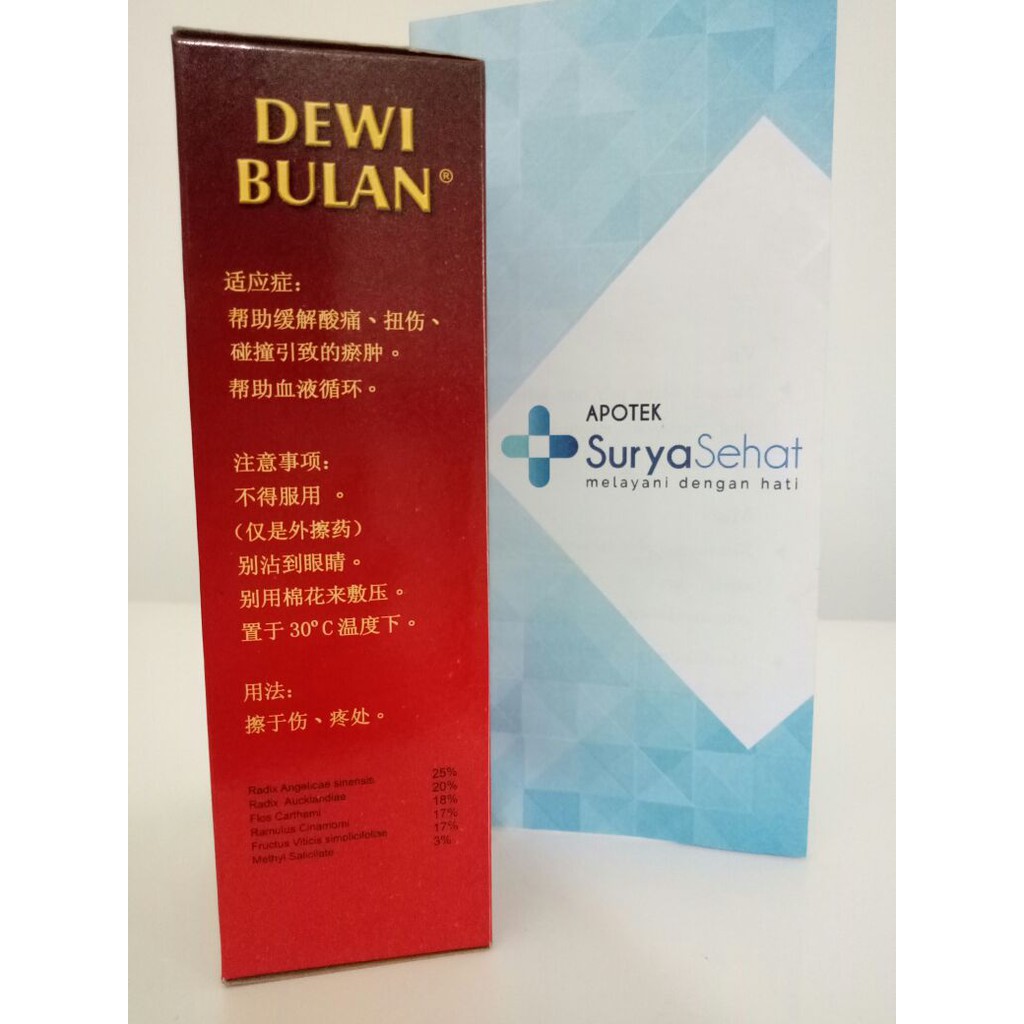 DEWI
BULAN®
适应症：
帮助缓解酸痛、扭伤、
碰撞引致的瘀肿。
帮助血液循环。
注意事项：
不得服用 。
（仅是外擦药）
别沾到眼睛。
别用棉花来敷压。
置于 30°C 温度下。
用法：
擦于伤、疼处。
Radix Angelicae sinensis 25%
Radix Aucklandiae 20%
Flos Carthami 18%
Ramulus Cinamomi 17%
Fructus Viticis simplicifoliae 17%
Methyl Salicilate 3%
APOTEK
SuryaSehat
melayani dengan hati